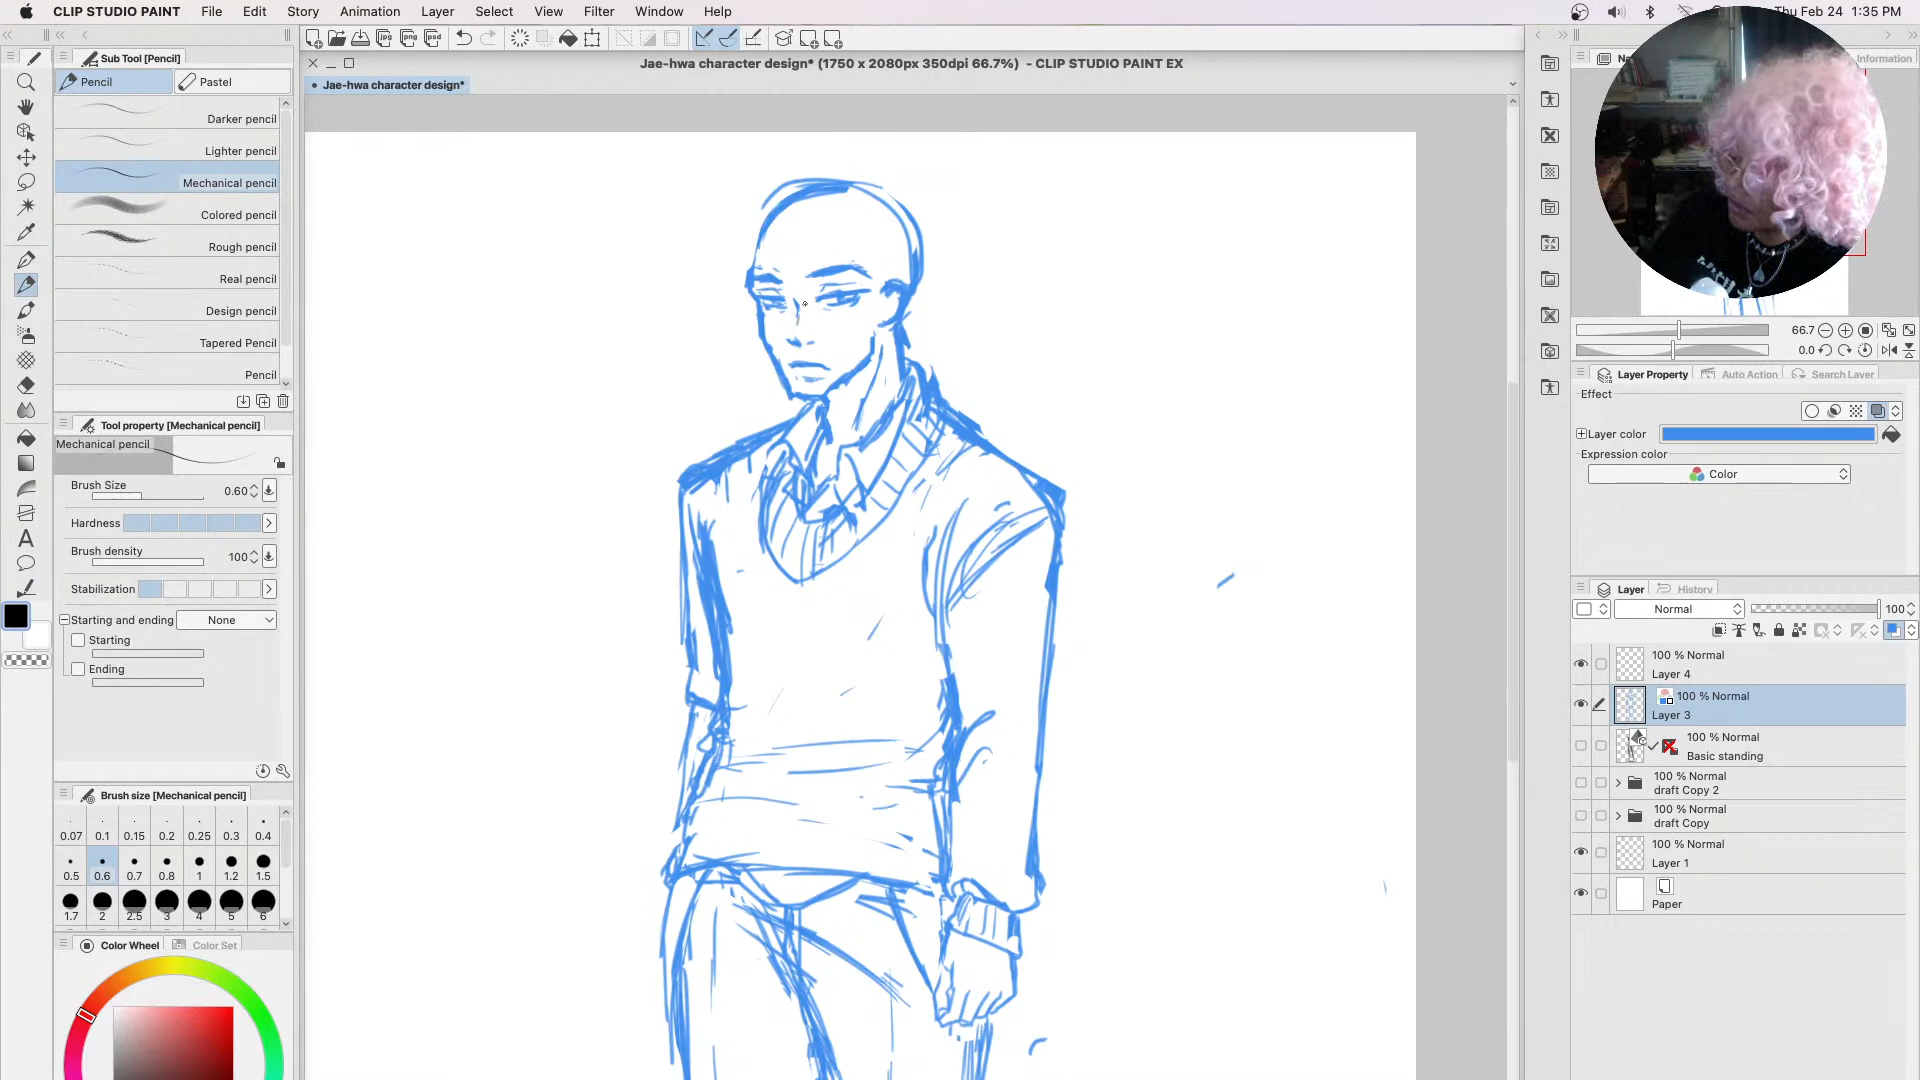 CLIP STUDIO PAINT File Edit Story Animation Layer Select View Filter Window Help
Thu Feb 24 1:35 PM
Sub Tool [Pencil]
Jae-hwa character design* (1750 x 2080px 350dpi 66.7%) - CLIP STUDIO PAINT EX
Information
Pencil
Pastel
Jae-hwa character design*
Darker pencil
Lighter pencil
Mechanical pencil
Colored pencil
Rough pencil
Real pencil
Design pencil
Tapered Pencil
Pencil
Tool property [Mechanical pencil]
Mechanical pencil
Brush Size 0.60
Hardness
Brush density 100
Stabilization
Starting and ending None
Starting
Ending
Brush size [Mechanical pencil]
0.07 0.1 0.15 0.2 0.25 0.3 0.4
0.5 0.6 0.7 0.8 1 1.2 1.5
1.7 2 2.5 3 4 5 6
Color Wheel Color Set
A
66.7
0.0
Layer Property Auto Action Search Layer
Effect
Layer color
Expression color
Color
Layer History
Normal 100
100 % Normal
Layer 4
100 % Normal
Layer 3
100 % Normal
Basic standing
100 % Normal
draft Copy 2
100 % Normal
draft Copy
100 % Normal
Layer 1
Paper